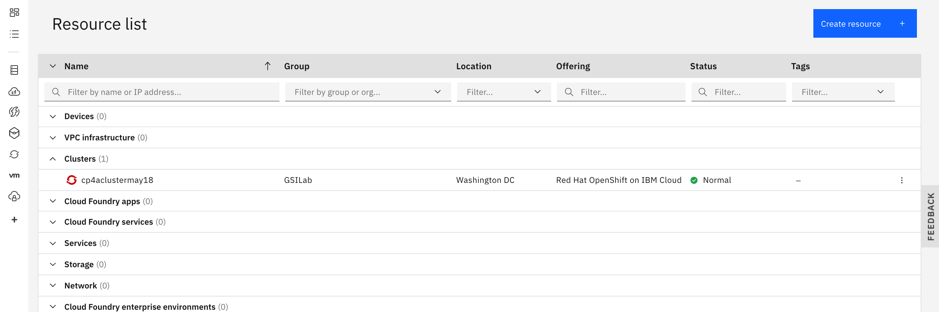 Resource list
Create resource +
Name Group Location Offering Status Tags
Filter by name or IP address... Filter by group or org... Filter... Filter... Filter... Filter...
Devices (0)
VPC infrastructure (0)
Clusters (1)
cp4aclustermay18 GSILab Washington DC Red Hat OpenShift on IBM Cloud Normal –
Cloud Foundry apps (0)
Cloud Foundry services (0)
Services (0)
Storage (0)
Network (0)
Cloud Foundry enterprise environments (0)
vm
FEEDBACK